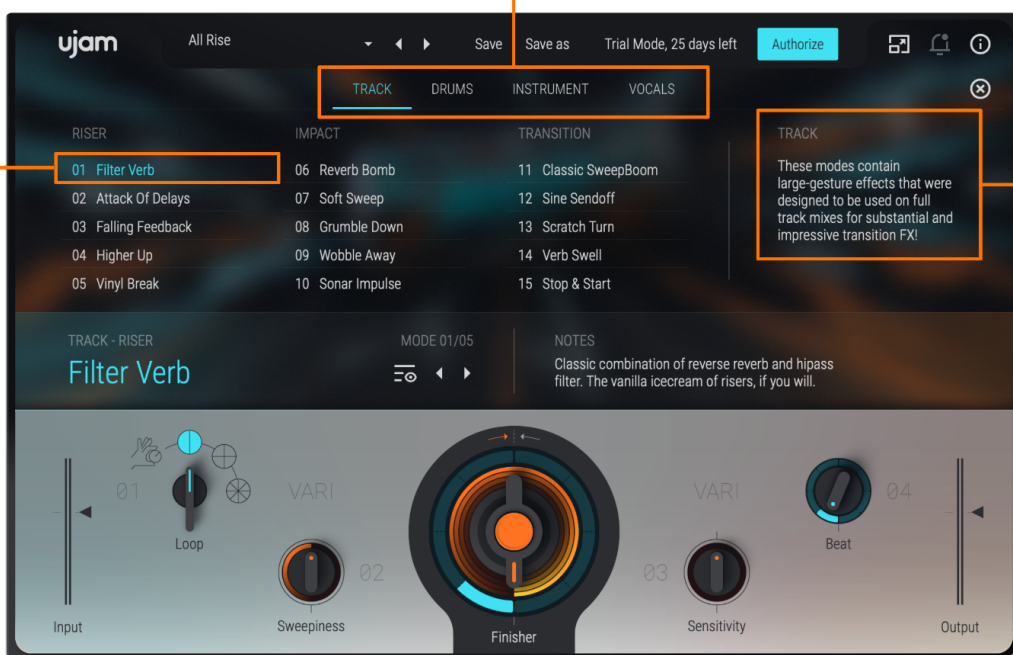 ujam
All Rise
Save
Save as
Trial Mode, 25 days left
Authorize
TRACK
DRUMS
INSTRUMENT
VOCALS
RISER
01 Filter Verb
02 Attack Of Delays
03 Falling Feedback
04 Higher Up
05 Vinyl Break
IMPACT
06 Reverb Bomb
07 Soft Sweep
08 Grumble Down
09 Wobble Away
10 Sonar Impulse
TRANSITION
11 Classic SweepBoom
12 Sine Sendoff
13 Scratch Turn
14 Verb Swell
15 Stop & Start
TRACK
These modes contain
large-gesture effects that were
designed to be used on full
track mixes for substantial and
impressive transition FX!
TRACK - RISER
Filter Verb
MODE 01/05
NOTES
Classic combination of reverse reverb and hipass
filter. The vanilla icecream of risers, if you will.
01
VARI
VARI
04
Loop
Beat
02
03
Input
Sweepiness
Finisher
Sensitivity
Output